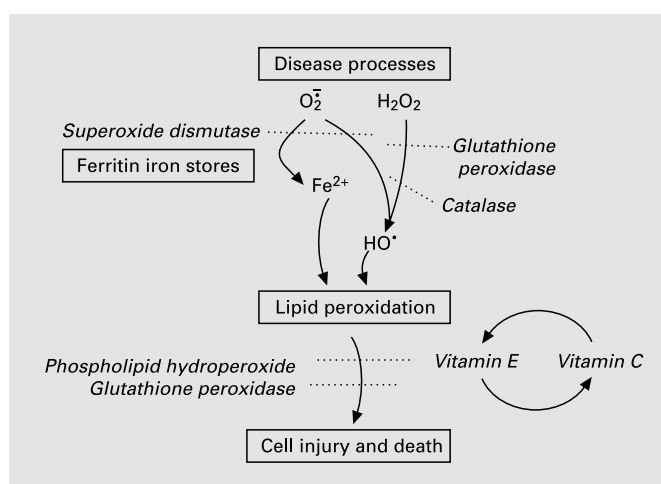 Disease processes
O₂•̄ H₂O₂
Superoxide dismutase
Glutathione
peroxidase
Ferritin iron stores
Fe²⁺
Catalase
HO•
Lipid peroxidation
Phospholipid hydroperoxide
Glutathione peroxidase
Vitamin E Vitamin C
Cell injury and death